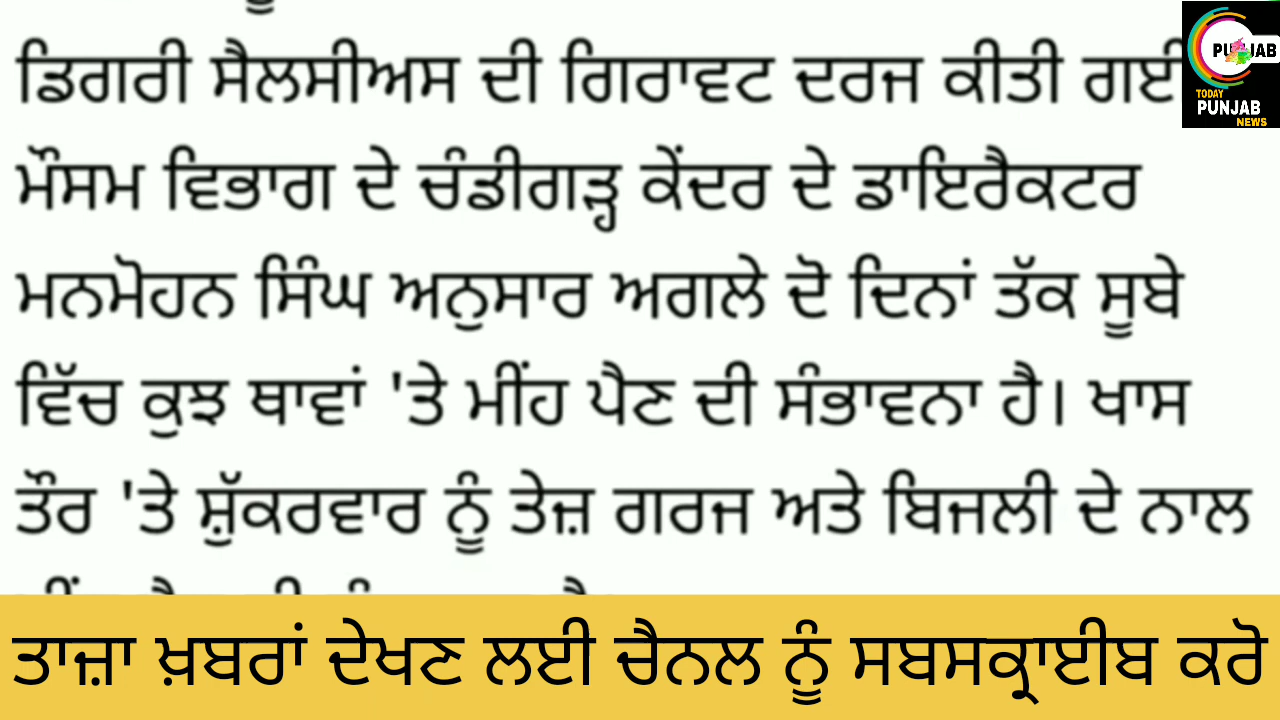 ਡਿਗਰੀ ਸੈਲਸੀਅਸ ਦੀ ਗਿਰਾਵਟ ਦਰਜ ਕੀਤੀ ਗਈ
ਮੌਸਮ ਵਿਭਾਗ ਦੇ ਚੰਡੀਗੜ੍ਹ ਕੇਂਦਰ ਦੇ ਡਾਇਰੈਕਟਰ
ਮਨਮੋਹਨ ਸਿੰਘ ਅਨੁਸਾਰ ਅਗਲੇ ਦੋ ਦਿਨਾਂ ਤੱਕ ਸੂਬੇ
ਵਿੱਚ ਕੁਝ ਥਾਵਾਂ 'ਤੇ ਮੀਂਹ ਪੈਣ ਦੀ ਸੰਭਾਵਨਾ ਹੈ। ਖਾਸ
ਤੌਰ 'ਤੇ ਸ਼ੁੱਕਰਵਾਰ ਨੂੰ ਤੇਜ਼ ਗਰਜ ਅਤੇ ਬਿਜਲੀ ਦੇ ਨਾਲ
ਤਾਜ਼ਾ ਖ਼ਬਰਾਂ ਦੇਖਣ ਲਈ ਚੈਨਲ ਨੂੰ ਸਬਸਕ੍ਰਾਈਬ ਕਰੋ
PUNJAB
TODAY
PUNJAB
NEWS